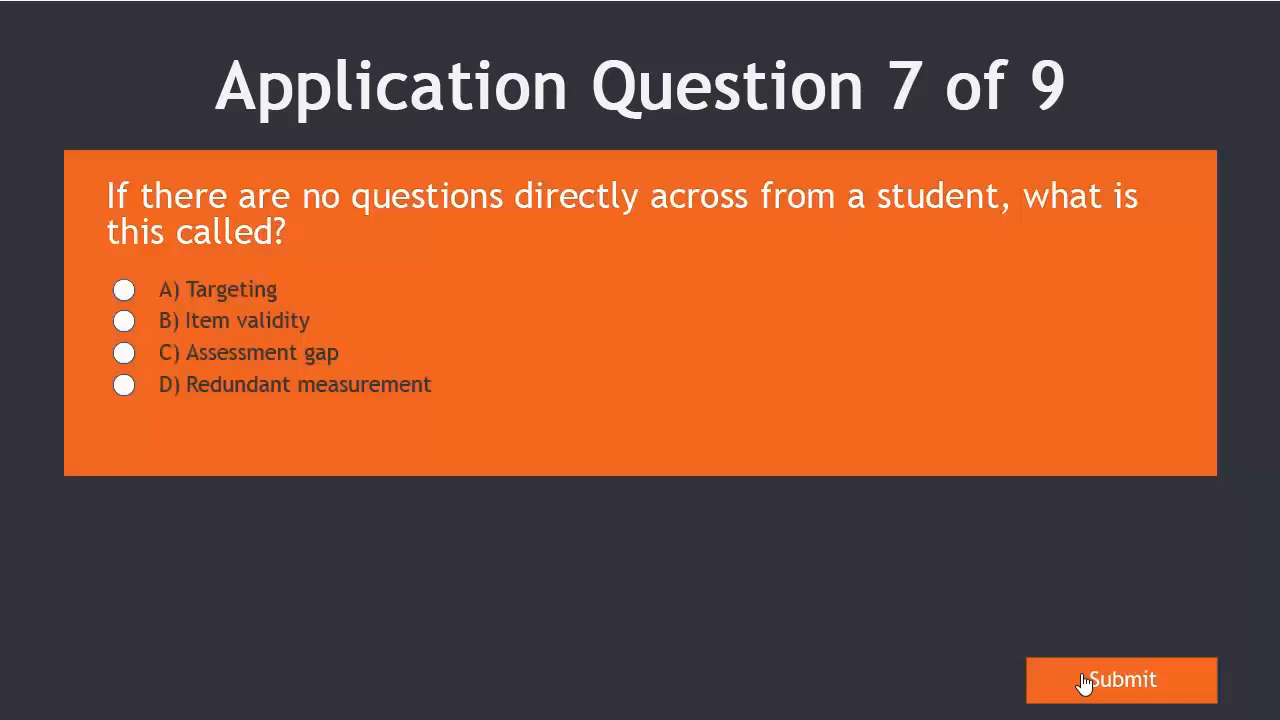 Application Question 7 of 9
If there are no questions directly across from a student, what is
this called?
A) Targeting
B) Item validity
C) Assessment gap
D) Redundant measurement
Submit